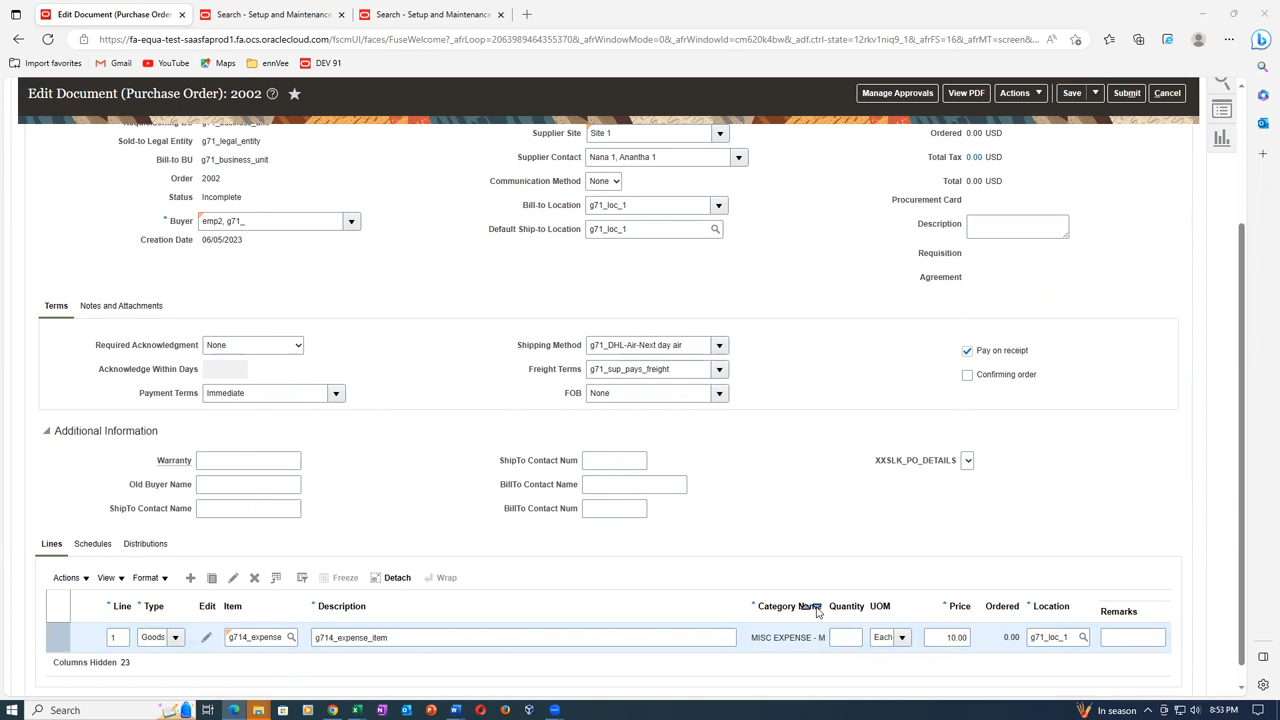 Edit Document (Purchase Order)
Search - Setup and Maintenance
Search - Setup and Maintenance
https://fa-equa-test-saasfaprod1.fa.ocs.oraclecloud.com/fscmUI/faces/FuseWelcome?_afrLoop=2063989464355370&_afrWindowMode=0&_afrWindowId=cm620k4bw&_adf.ctrl-state=12rkv1niq9_1&_afrFS=16&_afrMT=screen&...
Import favorites
Gmail
YouTube
Maps
ennVee
DEV 91
Edit Document (Purchase Order): 2002
Manage Approvals
View PDF
Actions
Save
Submit
Cancel
Sold-to Legal Entity g71_legal_entity
Bill-to BU g71_business_unit
Order 2002
Status Incomplete
* Buyer emp2, g71_
Creation Date 06/05/2023
Supplier Site Site 1
Supplier Contact Nana 1, Anantha 1
Communication Method None
Bill-to Location g71_loc_1
Default Ship-to Location g71_loc_1
Ordered 0.00 USD
Total Tax 0.00 USD
Total 0.00 USD
Procurement Card
Description
Requisition
Agreement
Terms
Notes and Attachments
Required Acknowledgment None
Acknowledge Within Days
Payment Terms Immediate
Shipping Method g71_DHL-Air-Next day air
Freight Terms g71_sup_pays_freight
FOB None
Pay on receipt
Confirming order
Additional Information
Warranty
Old Buyer Name
ShipTo Contact Name
ShipTo Contact Num
BillTo Contact Name
BillTo Contact Num
XXSLK_PO_DETAILS
Lines
Schedules
Distributions
Actions
View
Format
Freeze
Detach
Wrap
* Line * Type Edit Item * Description * Category Quantity UOM * Price Ordered * Location Remarks
1 Goods g714_expense g714_expense_item MISC EXPENSE - M Each 10.00 0.00 g71_loc_1
Columns Hidden 23
Search
In season
8:53 PM